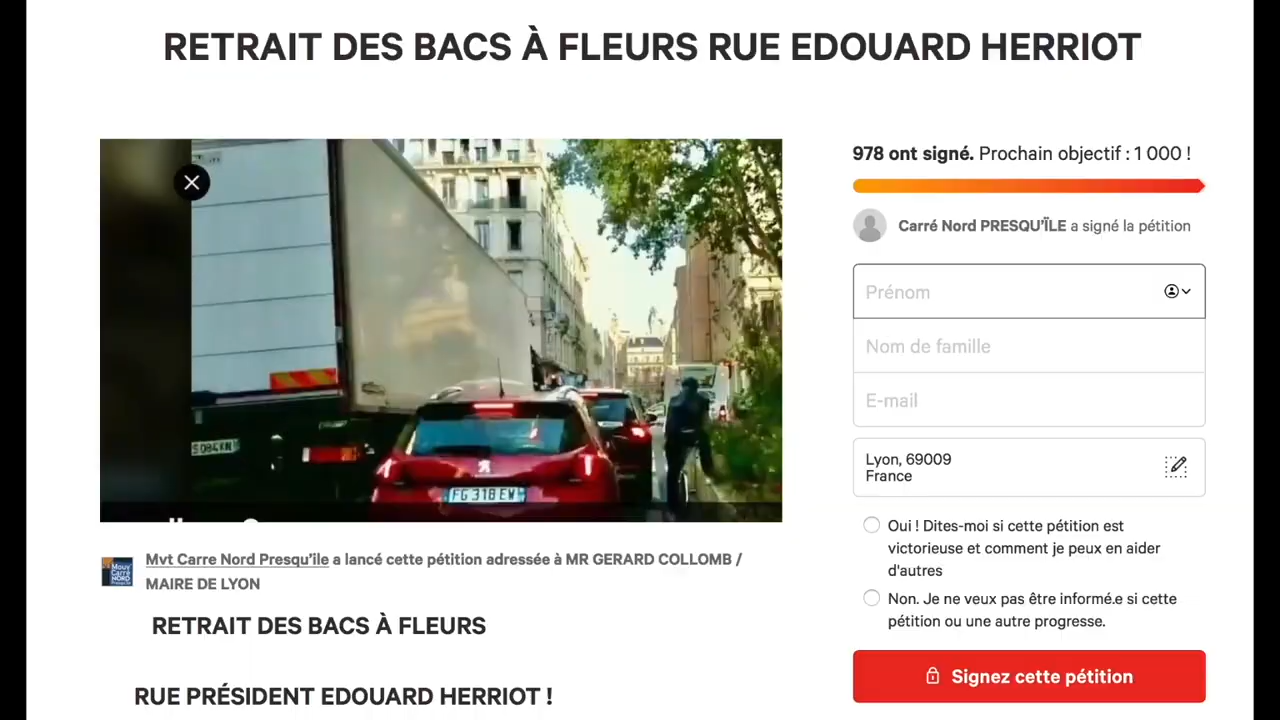 RETRAIT DES BACS À FLEURS RUE EDOUARD HERRIOT
978 ont signé. Prochain objectif : 1 000 !
Carré Nord PRESQU'ÏLE a signé la pétition
Prénom
Nom de famille
E-mail
Lyon, 69009
France
Oui ! Dites-moi si cette pétition est
victorieuse et comment je peux en aider
d'autres
Non. Je ne veux pas être informé.e si cette
pétition ou une autre progresse.
Signez cette pétition
FG 318 EW
Mvt Carre Nord Presqu'ile a lancé cette pétition adressée à MR GERARD COLLOMB /
MAIRE DE LYON
RETRAIT DES BACS À FLEURS
RUE PRÉSIDENT EDOUARD HERRIOT !